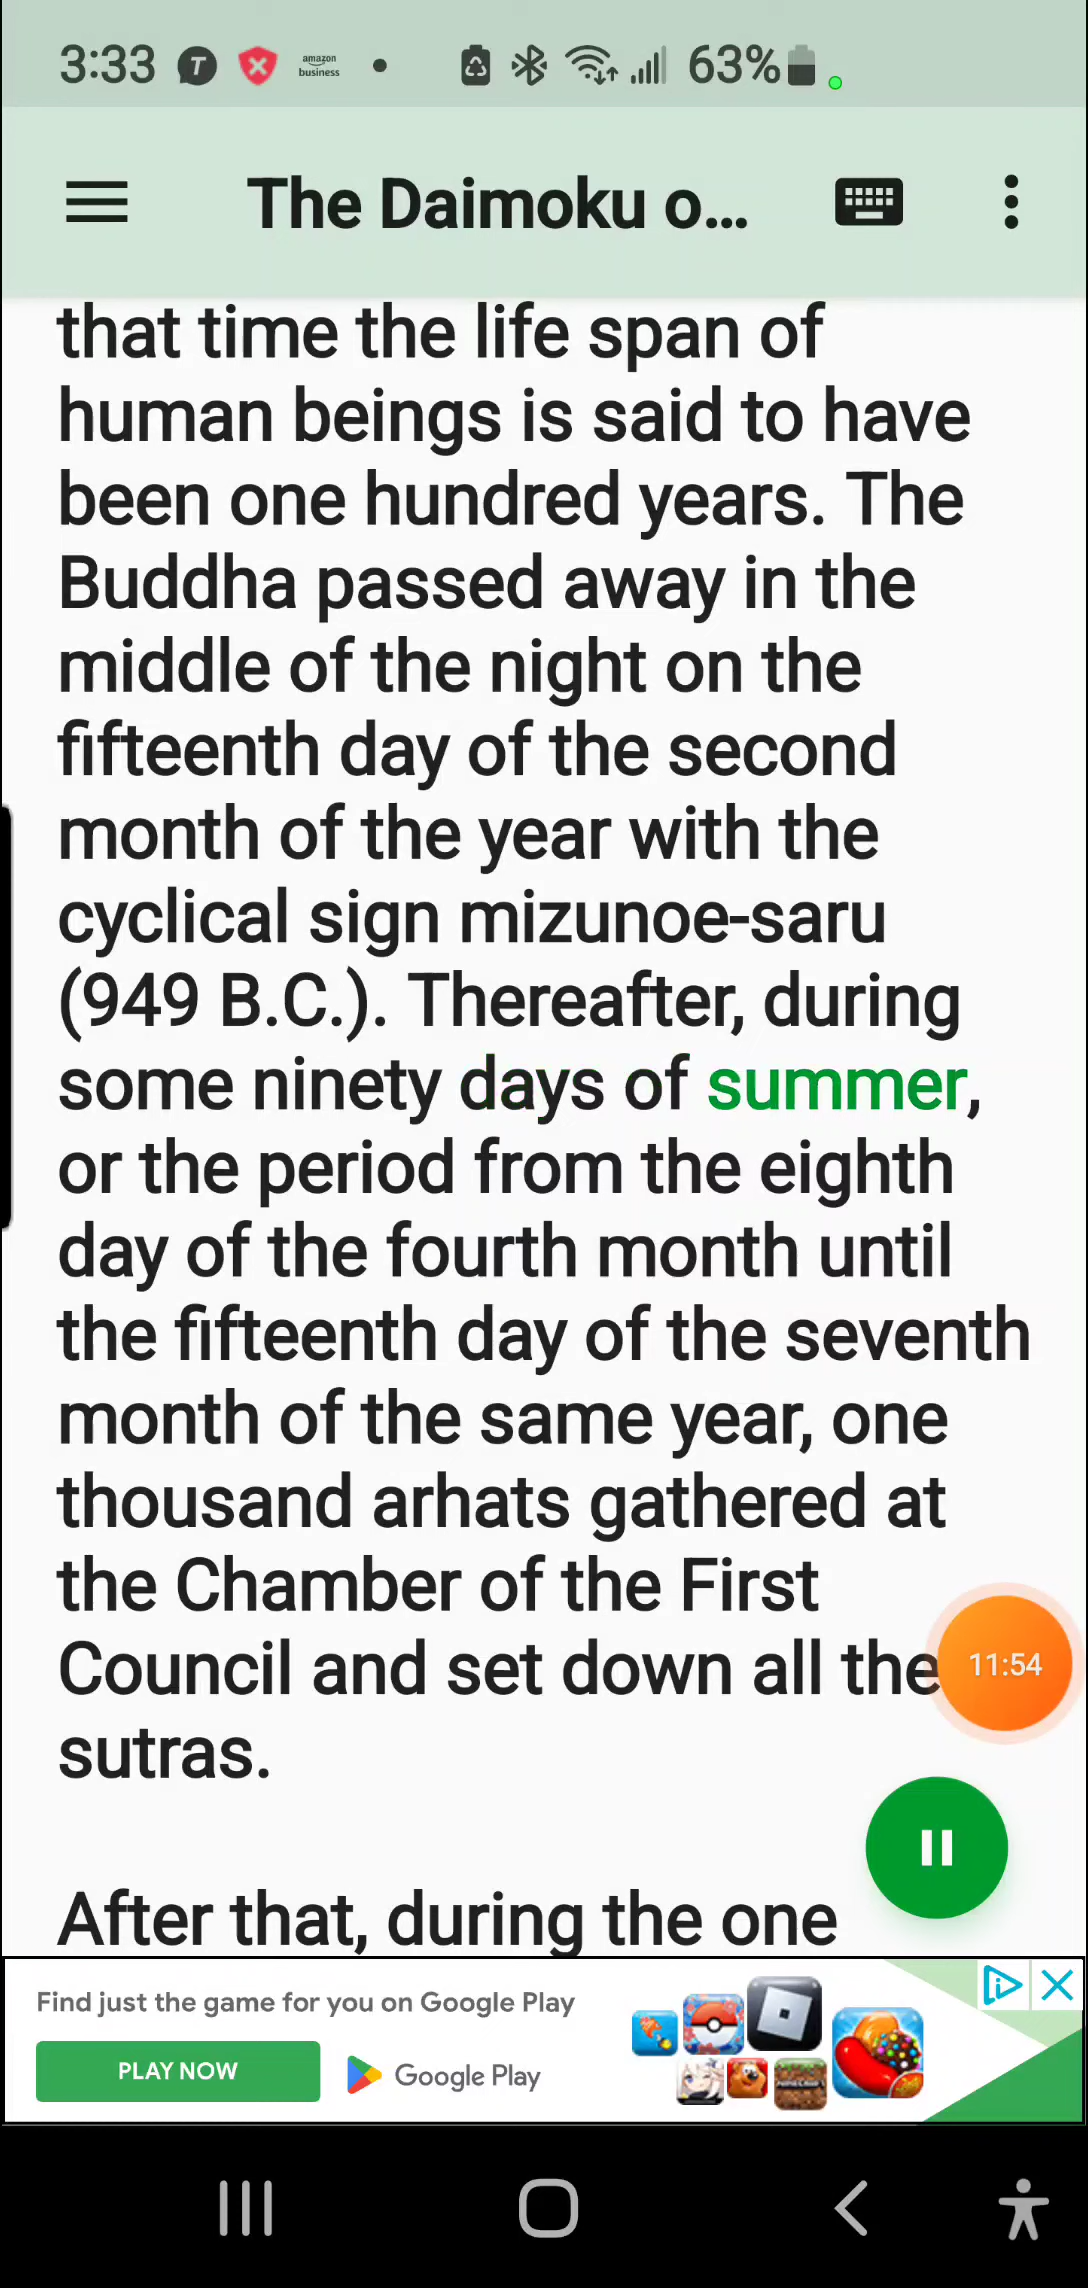 3:33 T amazon business 63%
The Daimoku o...
that time the life span of
human beings is said to have
been one hundred years. The
Buddha passed away in the
middle of the night on the
fifteenth day of the second
month of the year with the
cyclical sign mizunoe-saru
(949 B.C.). Thereafter, during
some ninety days of summer,
or the period from the eighth
day of the fourth month until
the fifteenth day of the seventh
month of the same year, one
thousand arhats gathered at
the Chamber of the First
Council and set down all the
11:54
sutras.
After that, during the one
Find just the game for you on Google Play
PLAY NOW
Google Play